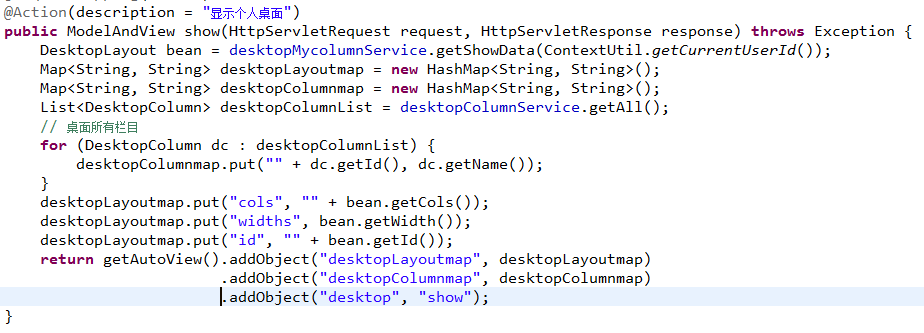 @Action(description = "显示个人桌面")
public ModelAndView show(HttpServletRequest request, HttpServletResponse response) throws Exception {
    DesktopLayout bean = desktopMycolumnService.getShowData(ContextUtil.getCurrentUserId());
    Map<String, String> desktopLayoutmap = new HashMap<String, String>();
    Map<String, String> desktopColumnmap = new HashMap<String, String>();
    List<DesktopColumn> desktopColumnList = desktopColumnService.getAll();
    // 桌面所有栏目
    for (DesktopColumn dc : desktopColumnList) {
        desktopColumnmap.put("" + dc.getId(), dc.getName());
    }
    desktopLayoutmap.put("cols", "" + bean.getCols());
    desktopLayoutmap.put("widths", bean.getWidth());
    desktopLayoutmap.put("id", "" + bean.getId());
    return getAutoView().addObject("desktopLayoutmap", desktopLayoutmap)
                        .addObject("desktopColumnmap", desktopColumnmap)
                        .addObject("desktop", "show");
}